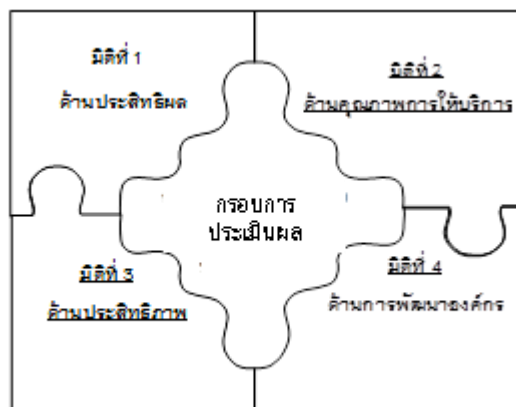 มิติที่ 1
ด้านประสิทธิผล
มิติที่ 2
ด้านคุณภาพการให้บริการ
กรอบการ
ประเมินผล
มิติที่ 3
ด้านประสิทธิภาพ
มิติที่ 4
ด้านการพัฒนาองค์กร